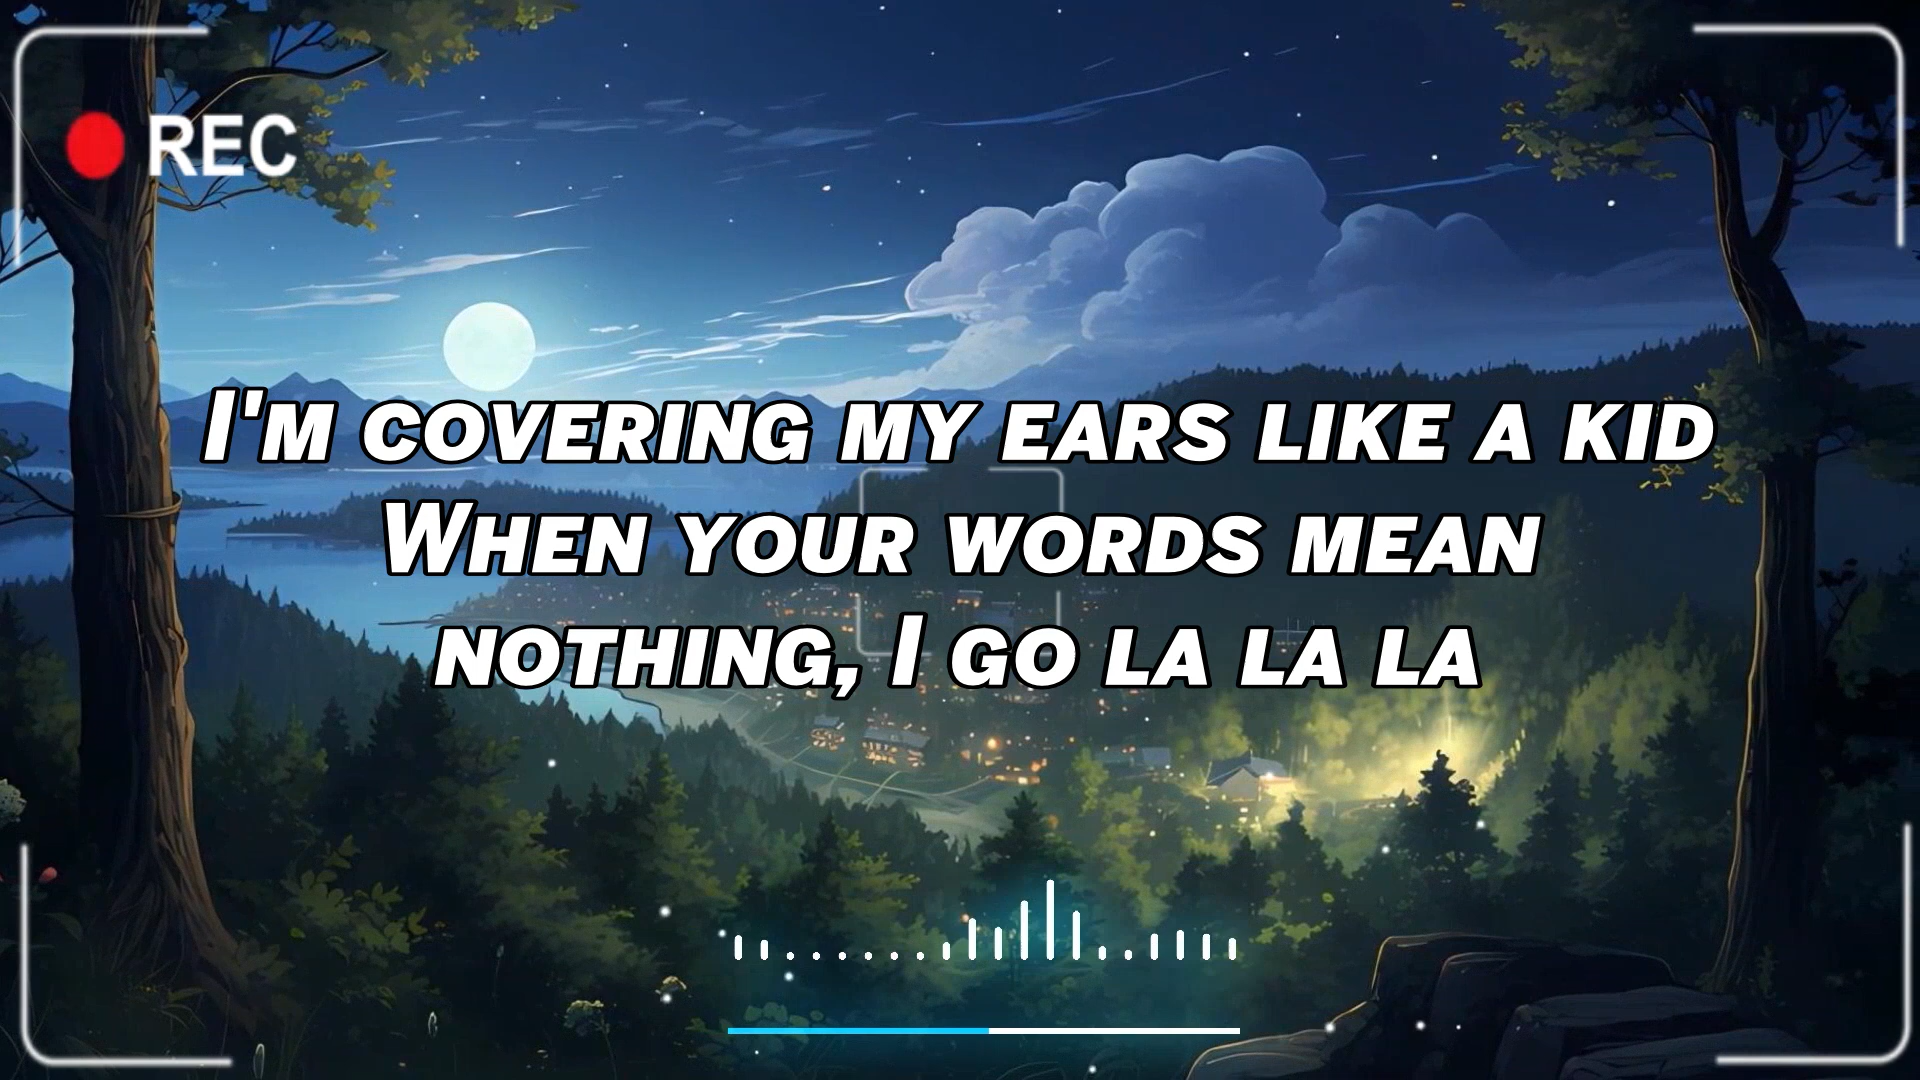 REC
I'm covering my ears like a kid
When your words mean
nothing, I go la la la